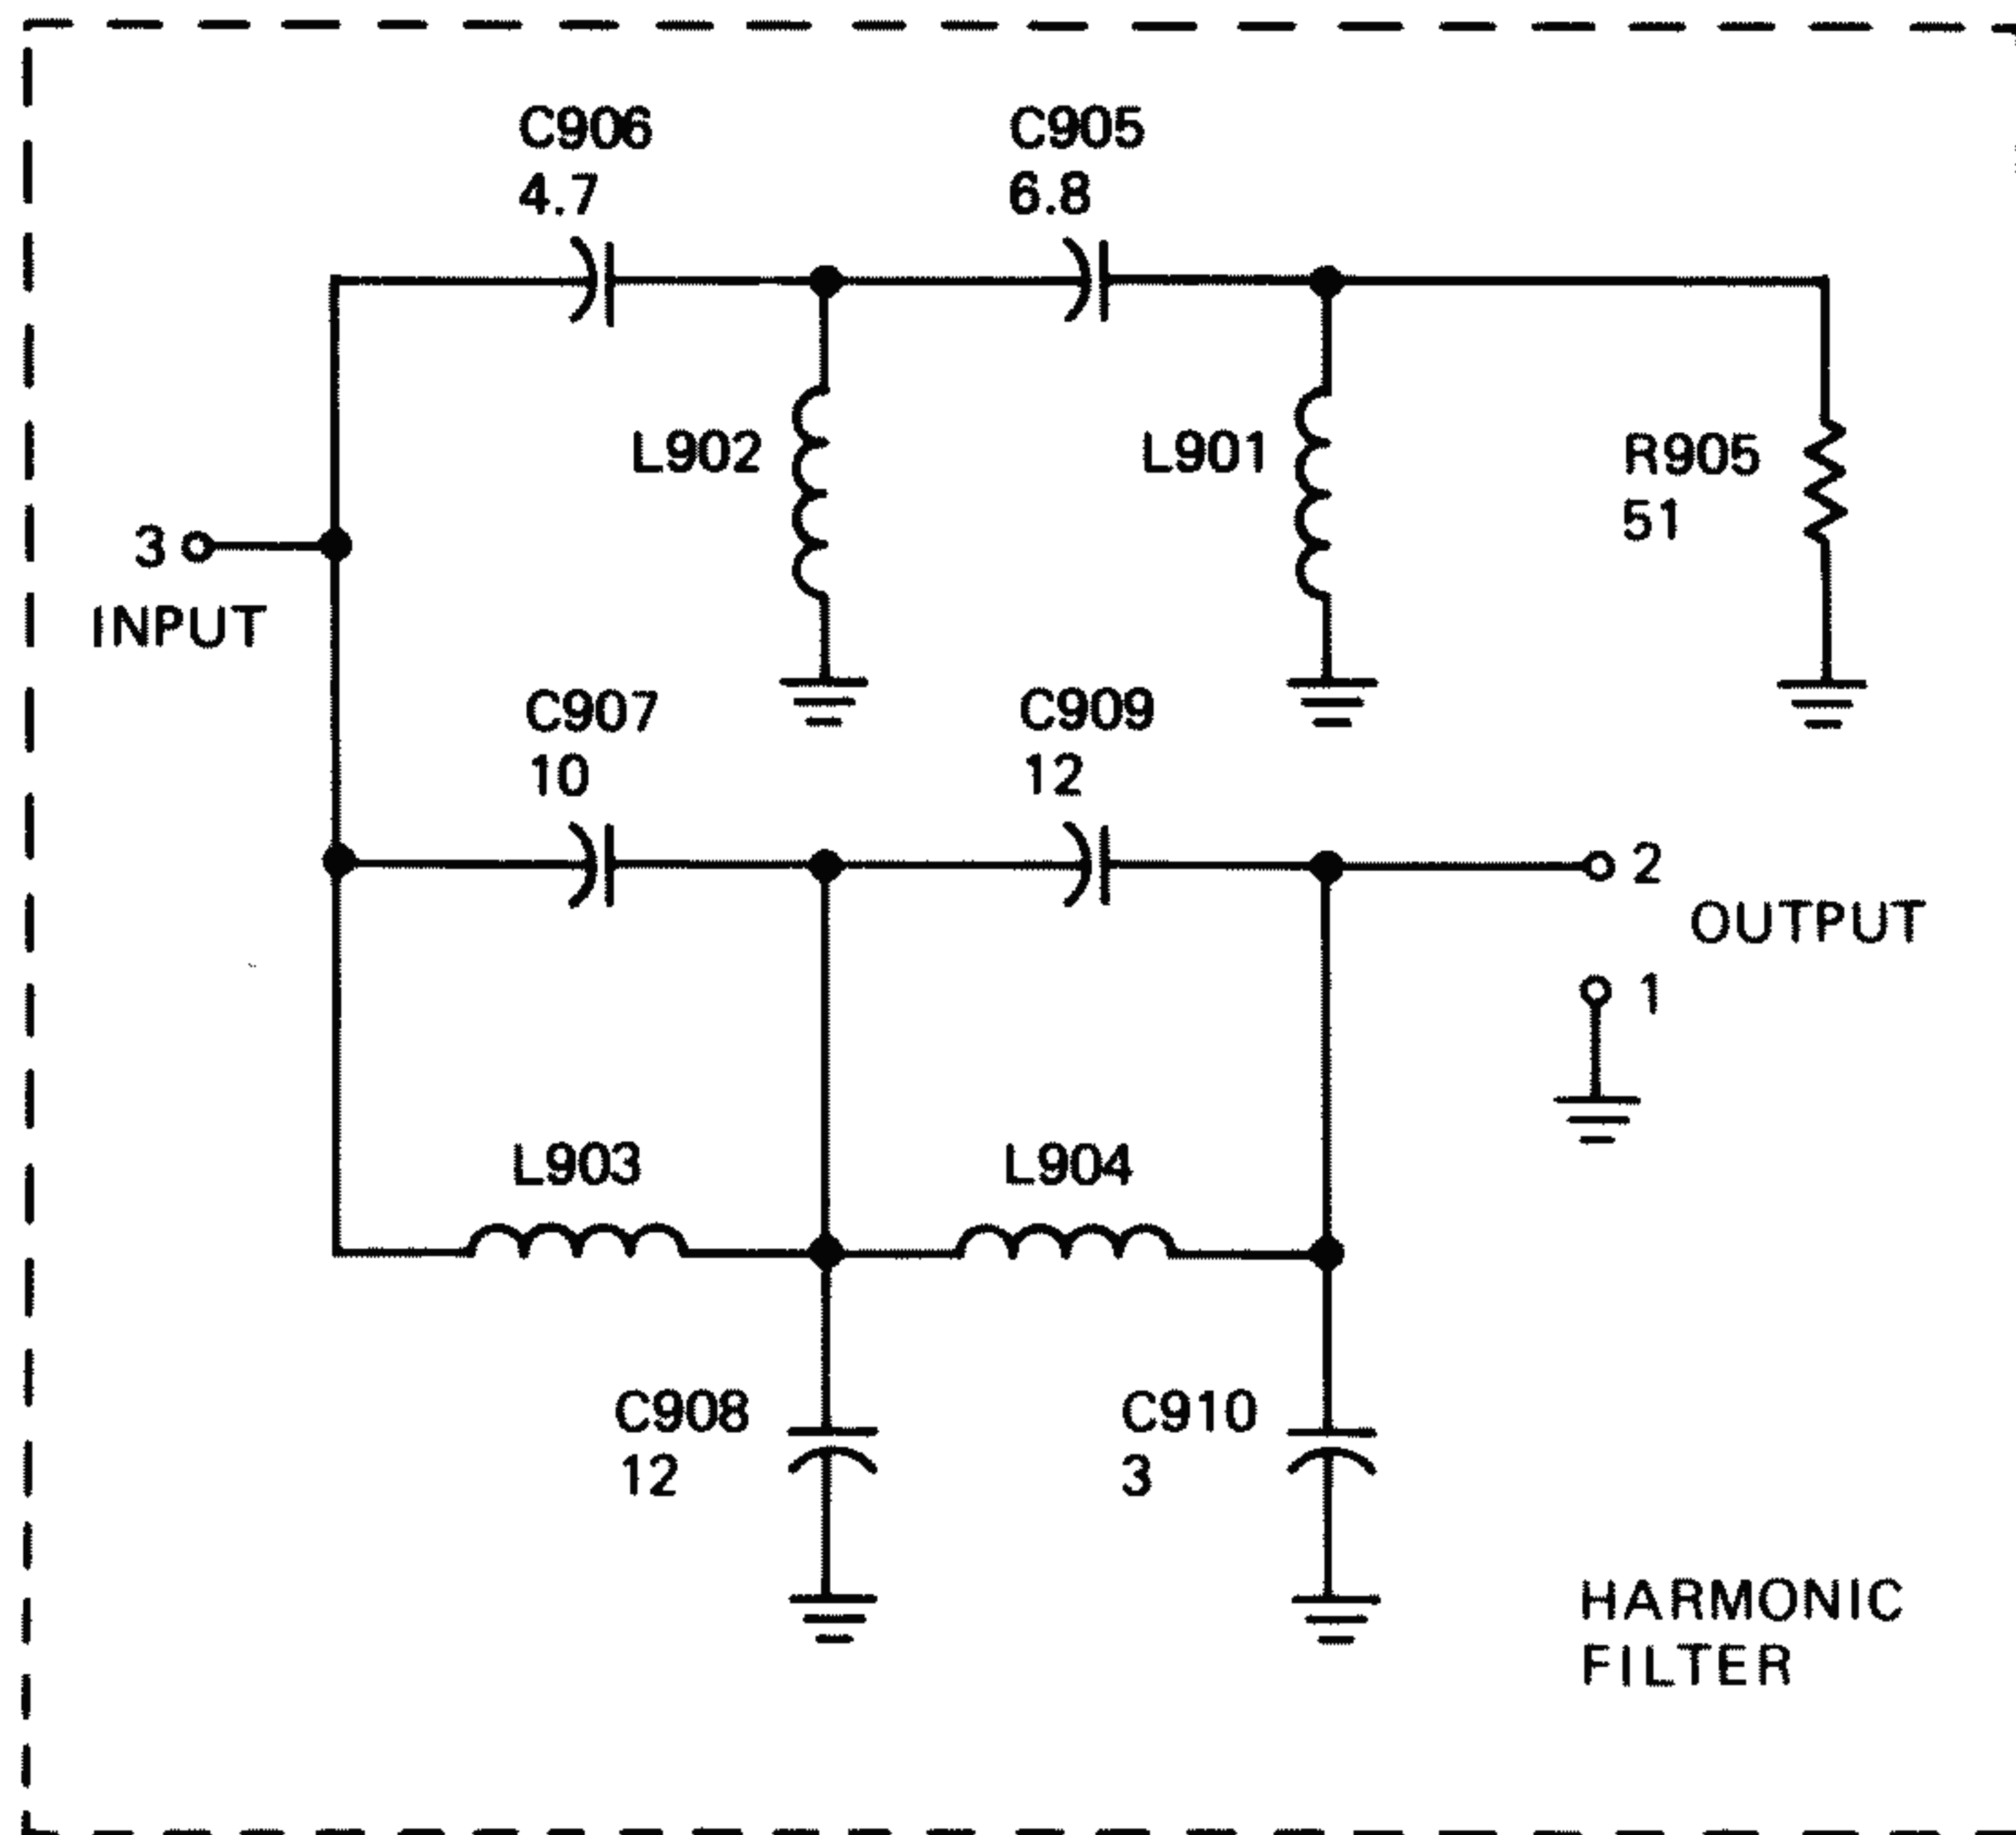 C906
4.7
C905
6.8
L902
L901
R905
51
3
INPUT
C907
10
C909
12
2
OUTPUT
1
L903
L904
C908
12
C910
3
HARMONIC
FILTER